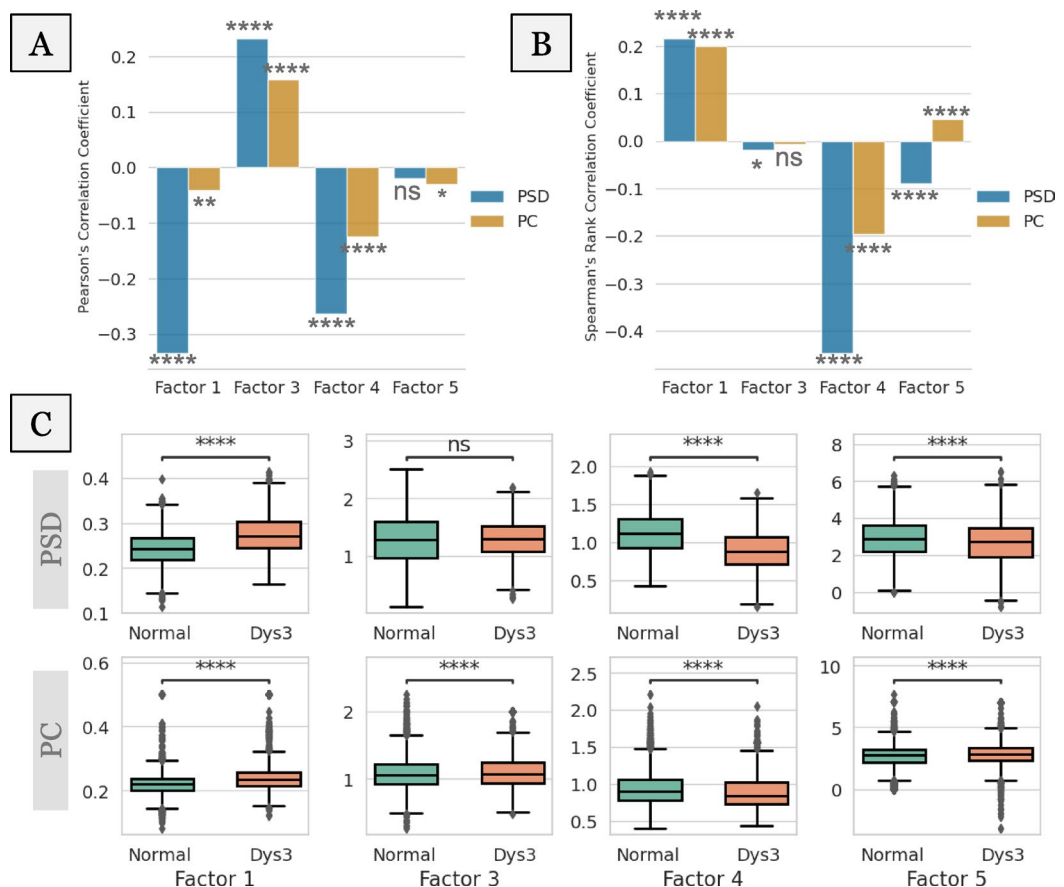 A
Pearson's Correlation Coefficient
0.2
0.1
0.0
−0.1
−0.2
−0.3
****
****
**
****
****
****
****
ns
*
PSD
PC
Factor 1 Factor 3 Factor 4 Factor 5
B
Spearman's Rank Correlation Coefficient
0.2
0.1
0.0
−0.1
−0.2
−0.3
−0.4
****
****
*
ns
****
****
****
****
PSD
PC
Factor 1 Factor 3 Factor 4 Factor 5
C
PSD
0.4
0.3
0.2
0.1
****
Normal Dys3
3
2
1
ns
Normal Dys3
2.0
1.5
1.0
0.5
****
Normal Dys3
8
6
4
2
0
****
Normal Dys3
PC
0.6
0.4
0.2
****
Normal Dys3
Factor 1
2
1
****
Normal Dys3
Factor 3
2.5
2.0
1.5
1.0
0.5
****
Normal Dys3
Factor 4
10
5
0
****
Normal Dys3
Factor 5